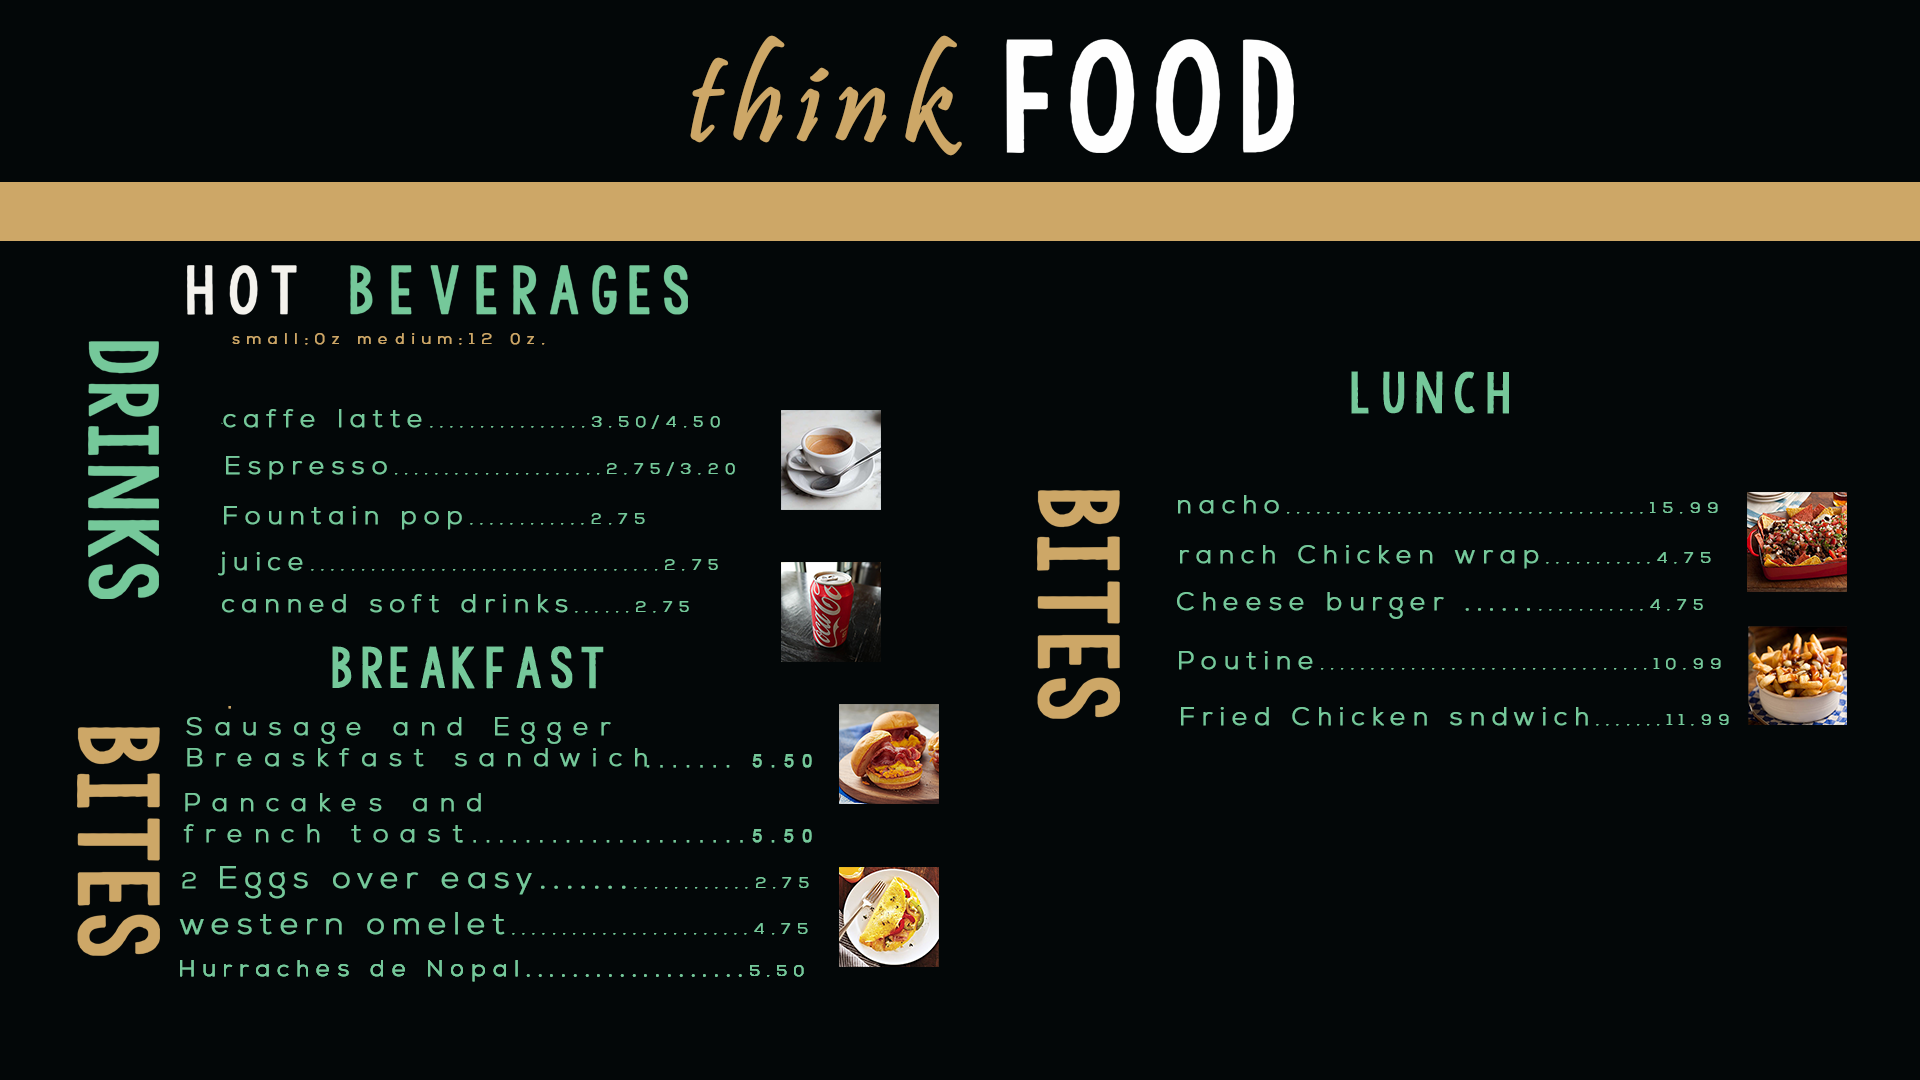 think FOOD
HOT BEVERAGES
small:Oz medium:12 Oz.
DRINKS
caffe latte................3.50/4.50
Espresso.....................2.75/3.20
Fountain pop............2.75
juice...................................2.75
canned soft drinks......2.75
BREAKFAST
BITES
Sausage and Egger
Breaskfast sandwich....... 5.50
Pancakes and
french toast......................5.50
2 Eggs over easy...................2.75
western omelet........................4.75
Hurraches de Nopal...................5.50
LUNCH
BITES
nacho....................................15.99
ranch Chicken wrap...........4.75
Cheese burger .................4.75
Poutine.................................10.99
Fried Chicken sndwich.......11.99